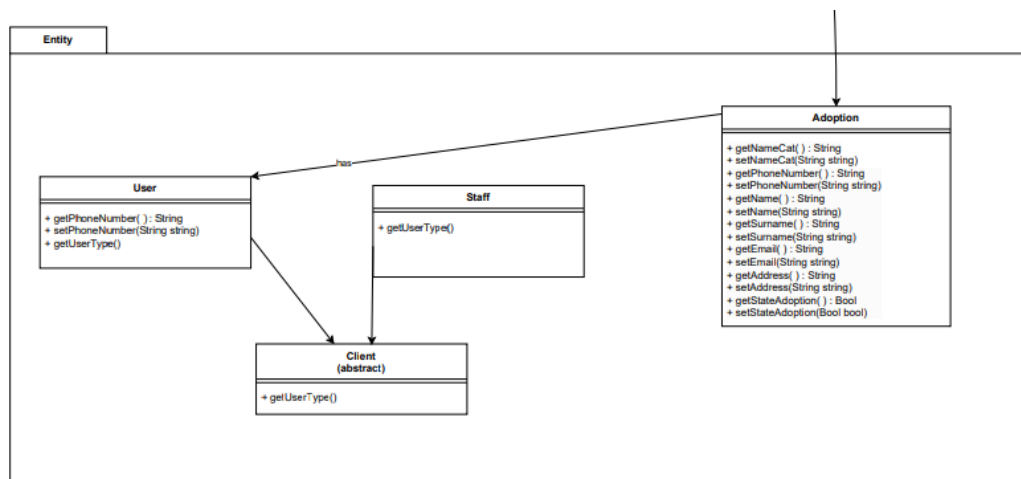 Entity
Adoption
+ getNameCat( ) : String
+ setNameCat(String string)
+ getPhoneNumber( ) : String
+ setPhoneNumber(String string)
+ getName( ) : String
+ setName(String string)
+ getSurname( ) : String
+ setSurname(String string)
+ getEmail( ) : String
+ setEmail(String string)
+ getAddress( ) : String
+ setAddress(String string)
+ getStateAdoption( ) : Bool
+ setStateAdoption(Bool bool)
has
User
+ getPhoneNumber( ) : String
+ setPhoneNumber(String string)
+ getUserType()
Staff
+ getUserType()
Client
(abstract)
+ getUserType()